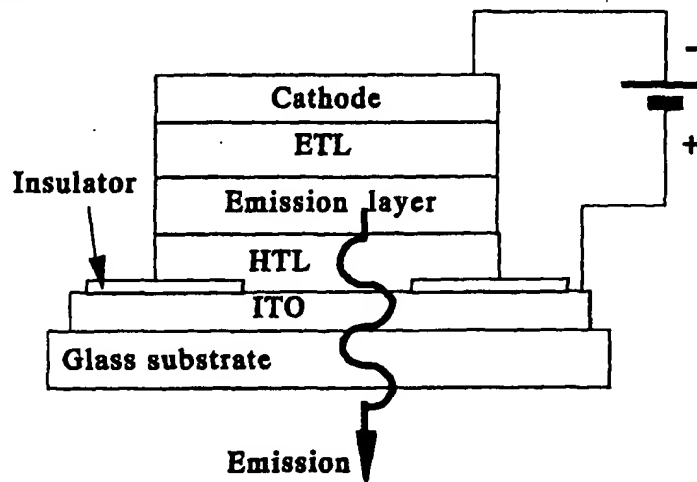 -
Cathode
+
ETL
Insulator
Emission layer
HTL
ITO
Glass substrate
Emission